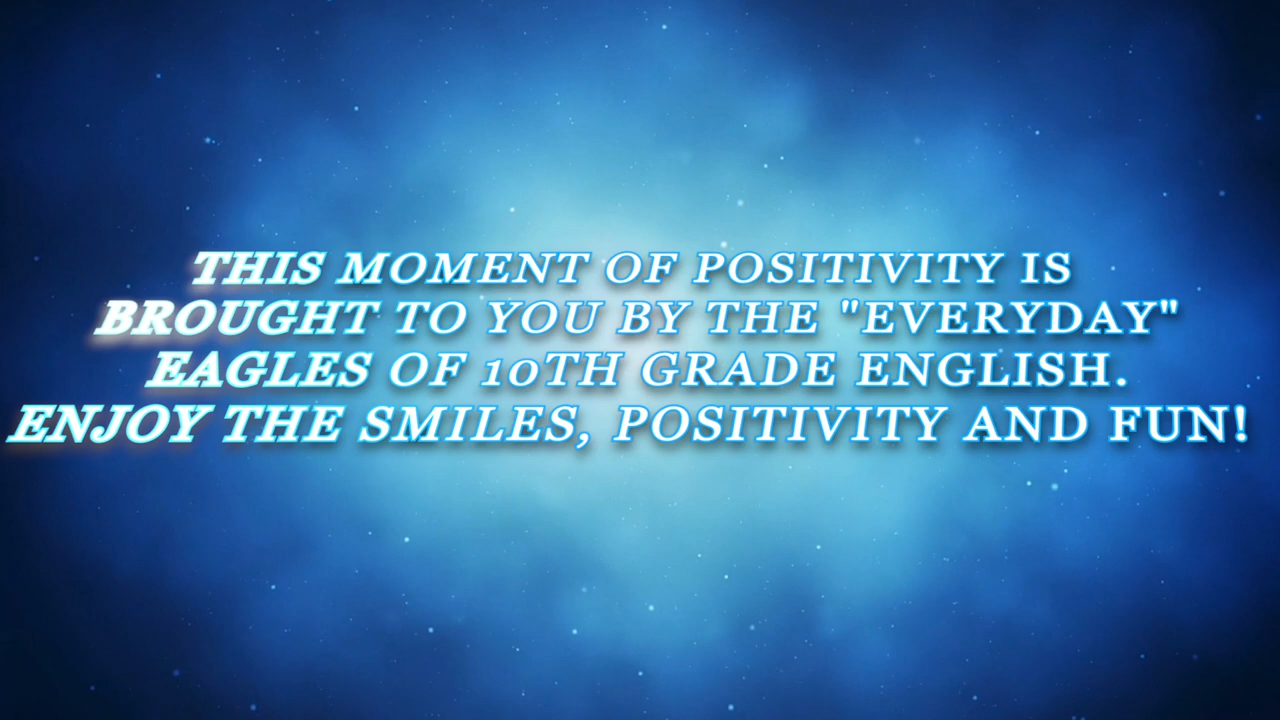 THIS MOMENT OF POSITIVITY IS
BROUGHT TO YOU BY THE "EVERYDAY"
EAGLES OF 10TH GRADE ENGLISH.
ENJOY THE SMILES, POSITIVITY AND FUN!